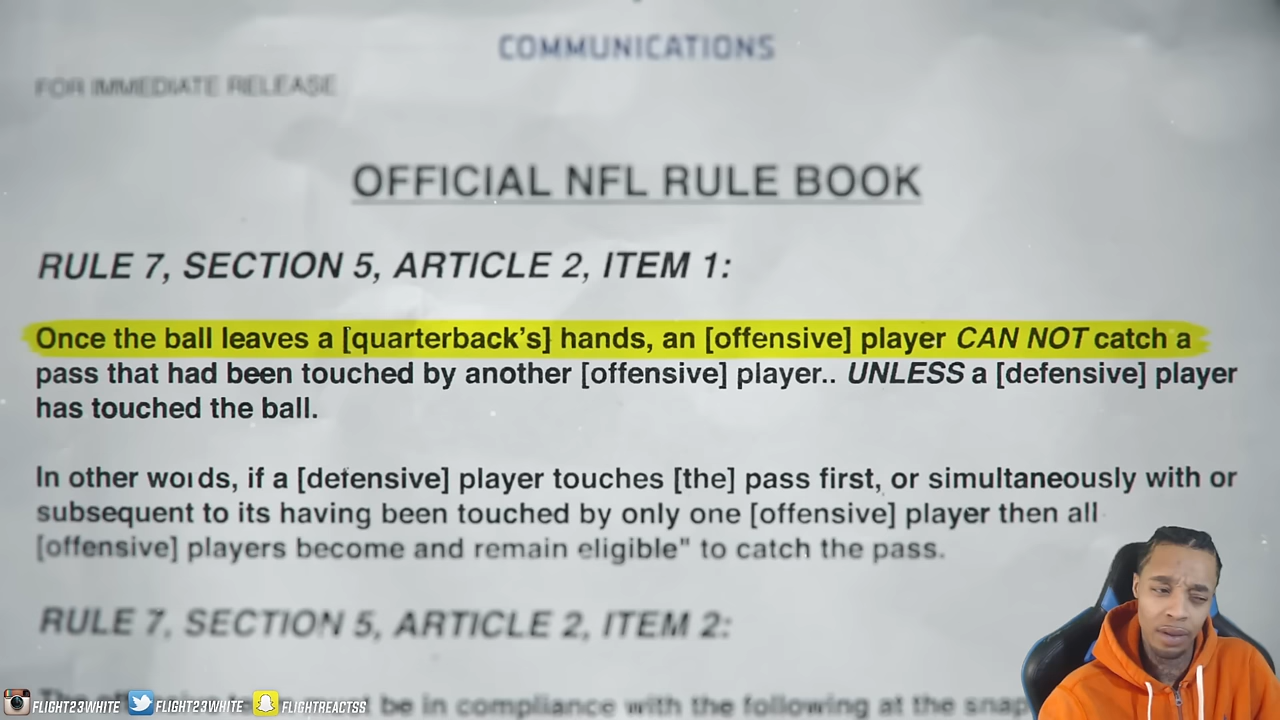 COMMUNICATIONS
FOR IMMEDIATE RELEASE
OFFICIAL NFL RULE BOOK
RULE 7, SECTION 5, ARTICLE 2, ITEM 1:
Once the ball leaves a [quarterback's] hands, an [offensive] player CAN NOT catch a
pass that had been touched by another [offensive] player.. UNLESS a [defensive] player
has touched the ball.
In other words, if a [defensive] player touches [the] pass first, or simultaneously with or
subsequent to its having been touched by only one [offensive] player then all
[offensive] players become and remain eligible" to catch the pass.
RULE 7, SECTION 5, ARTICLE 2, ITEM 2:
be in compliance with the following at the snap
FLIGHT23WHITE FLIGHT23WHITE FLIGHTREACTSS